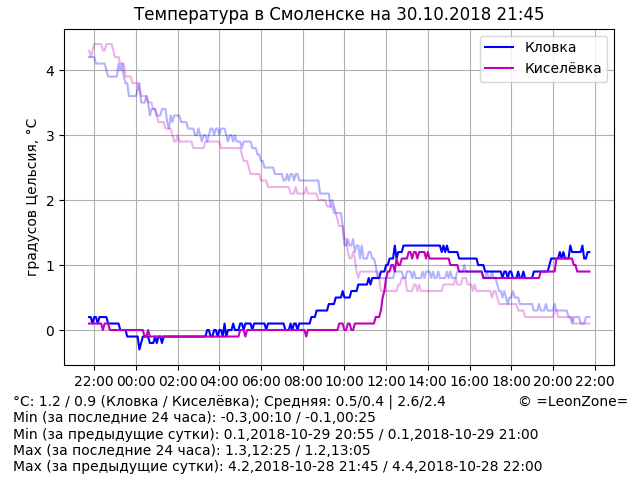 Температура в Смоленске на 30.10.2018 21:45
градусов Цельсия, °C
4
3
2
1
0
Кловка
Киселёвка
22:00 00:00 02:00 04:00 06:00 08:00 10:00 12:00 14:00 16:00 18:00 20:00 22:00
°C: 1.2 / 0.9 (Кловка / Киселёвка); Средняя: 0.5/0.4 | 2.6/2.4 © =LeonZone=
Min (за последние 24 часа): -0.3,00:10 / -0.1,00:25
Min (за предыдущие сутки): 0.1,2018-10-29 20:55 / 0.1,2018-10-29 21:00
Max (за последние 24 часа): 1.3,12:25 / 1.2,13:05
Max (за предыдущие сутки): 4.2,2018-10-28 21:45 / 4.4,2018-10-28 22:00